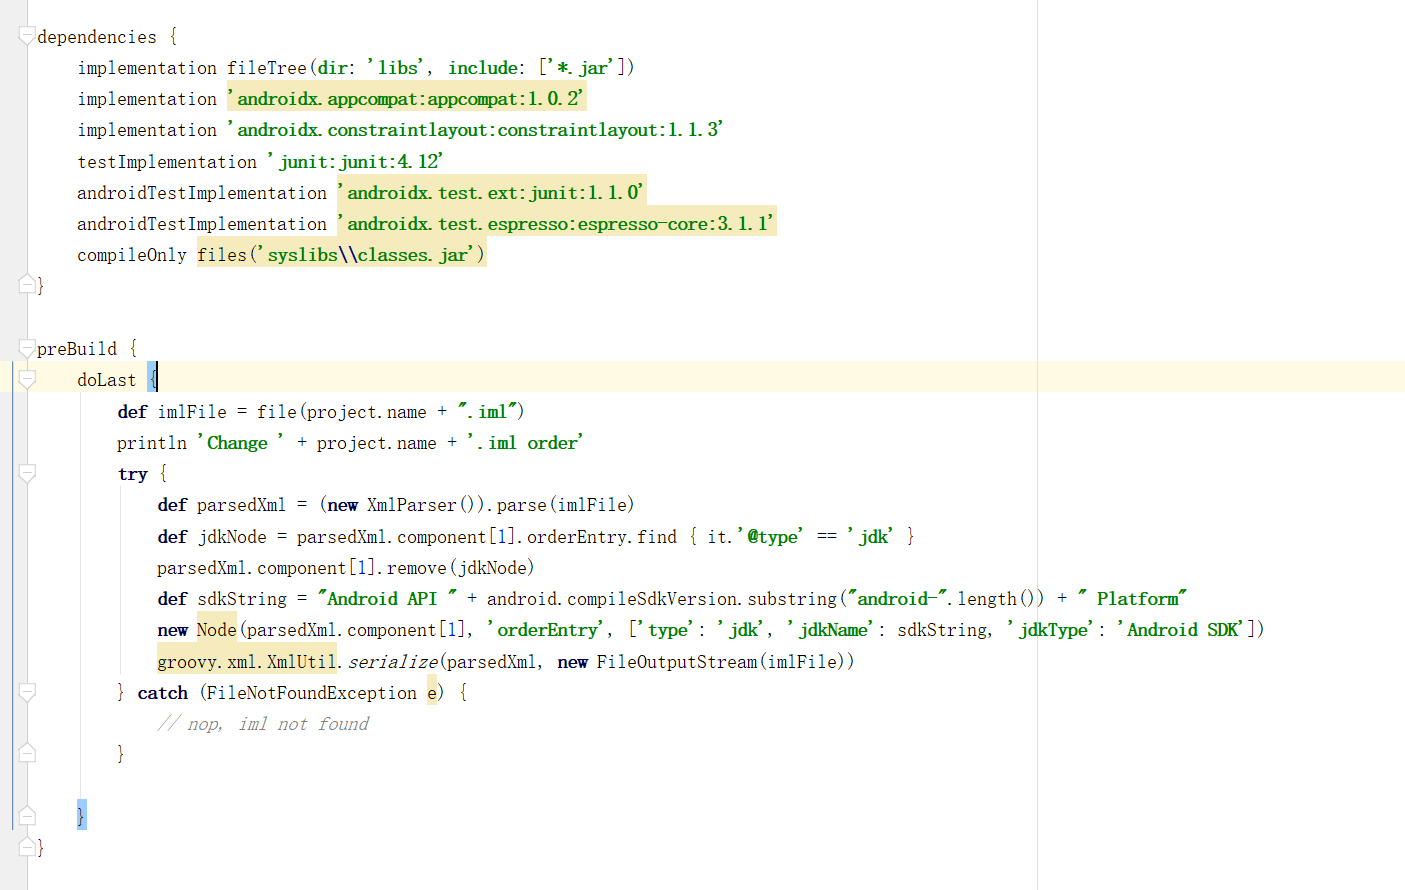 dependencies {
    implementation fileTree(dir: 'libs', include: ['*.jar'])
    implementation 'androidx.appcompat:appcompat:1.0.2'
    implementation 'androidx.constraintlayout:constraintlayout:1.1.3'
    testImplementation 'junit:junit:4.12'
    androidTestImplementation 'androidx.test.ext:junit:1.1.0'
    androidTestImplementation 'androidx.test.espresso:espresso-core:3.1.1'
    compileOnly files('syslibs\\classes.jar')
}

preBuild {
    doLast {
        def imlFile = file(project.name + ".iml")
        println 'Change ' + project.name + '.iml order'
        try {
            def parsedXml = (new XmlParser()).parse(imlFile)
            def jdkNode = parsedXml.component[1].orderEntry.find { it.'@type' == 'jdk' }
            parsedXml.component[1].remove(jdkNode)
            def sdkString = "Android API " + android.compileSdkVersion.substring("android-".length()) + " Platform"
            new Node(parsedXml.component[1], 'orderEntry', ['type': 'jdk', 'jdkName': sdkString, 'jdkType': 'Android SDK'])
            groovy.xml.XmlUtil.serialize(parsedXml, new FileOutputStream(imlFile))
        } catch (FileNotFoundException e) {
            // nop, iml not found
        }

    }
}